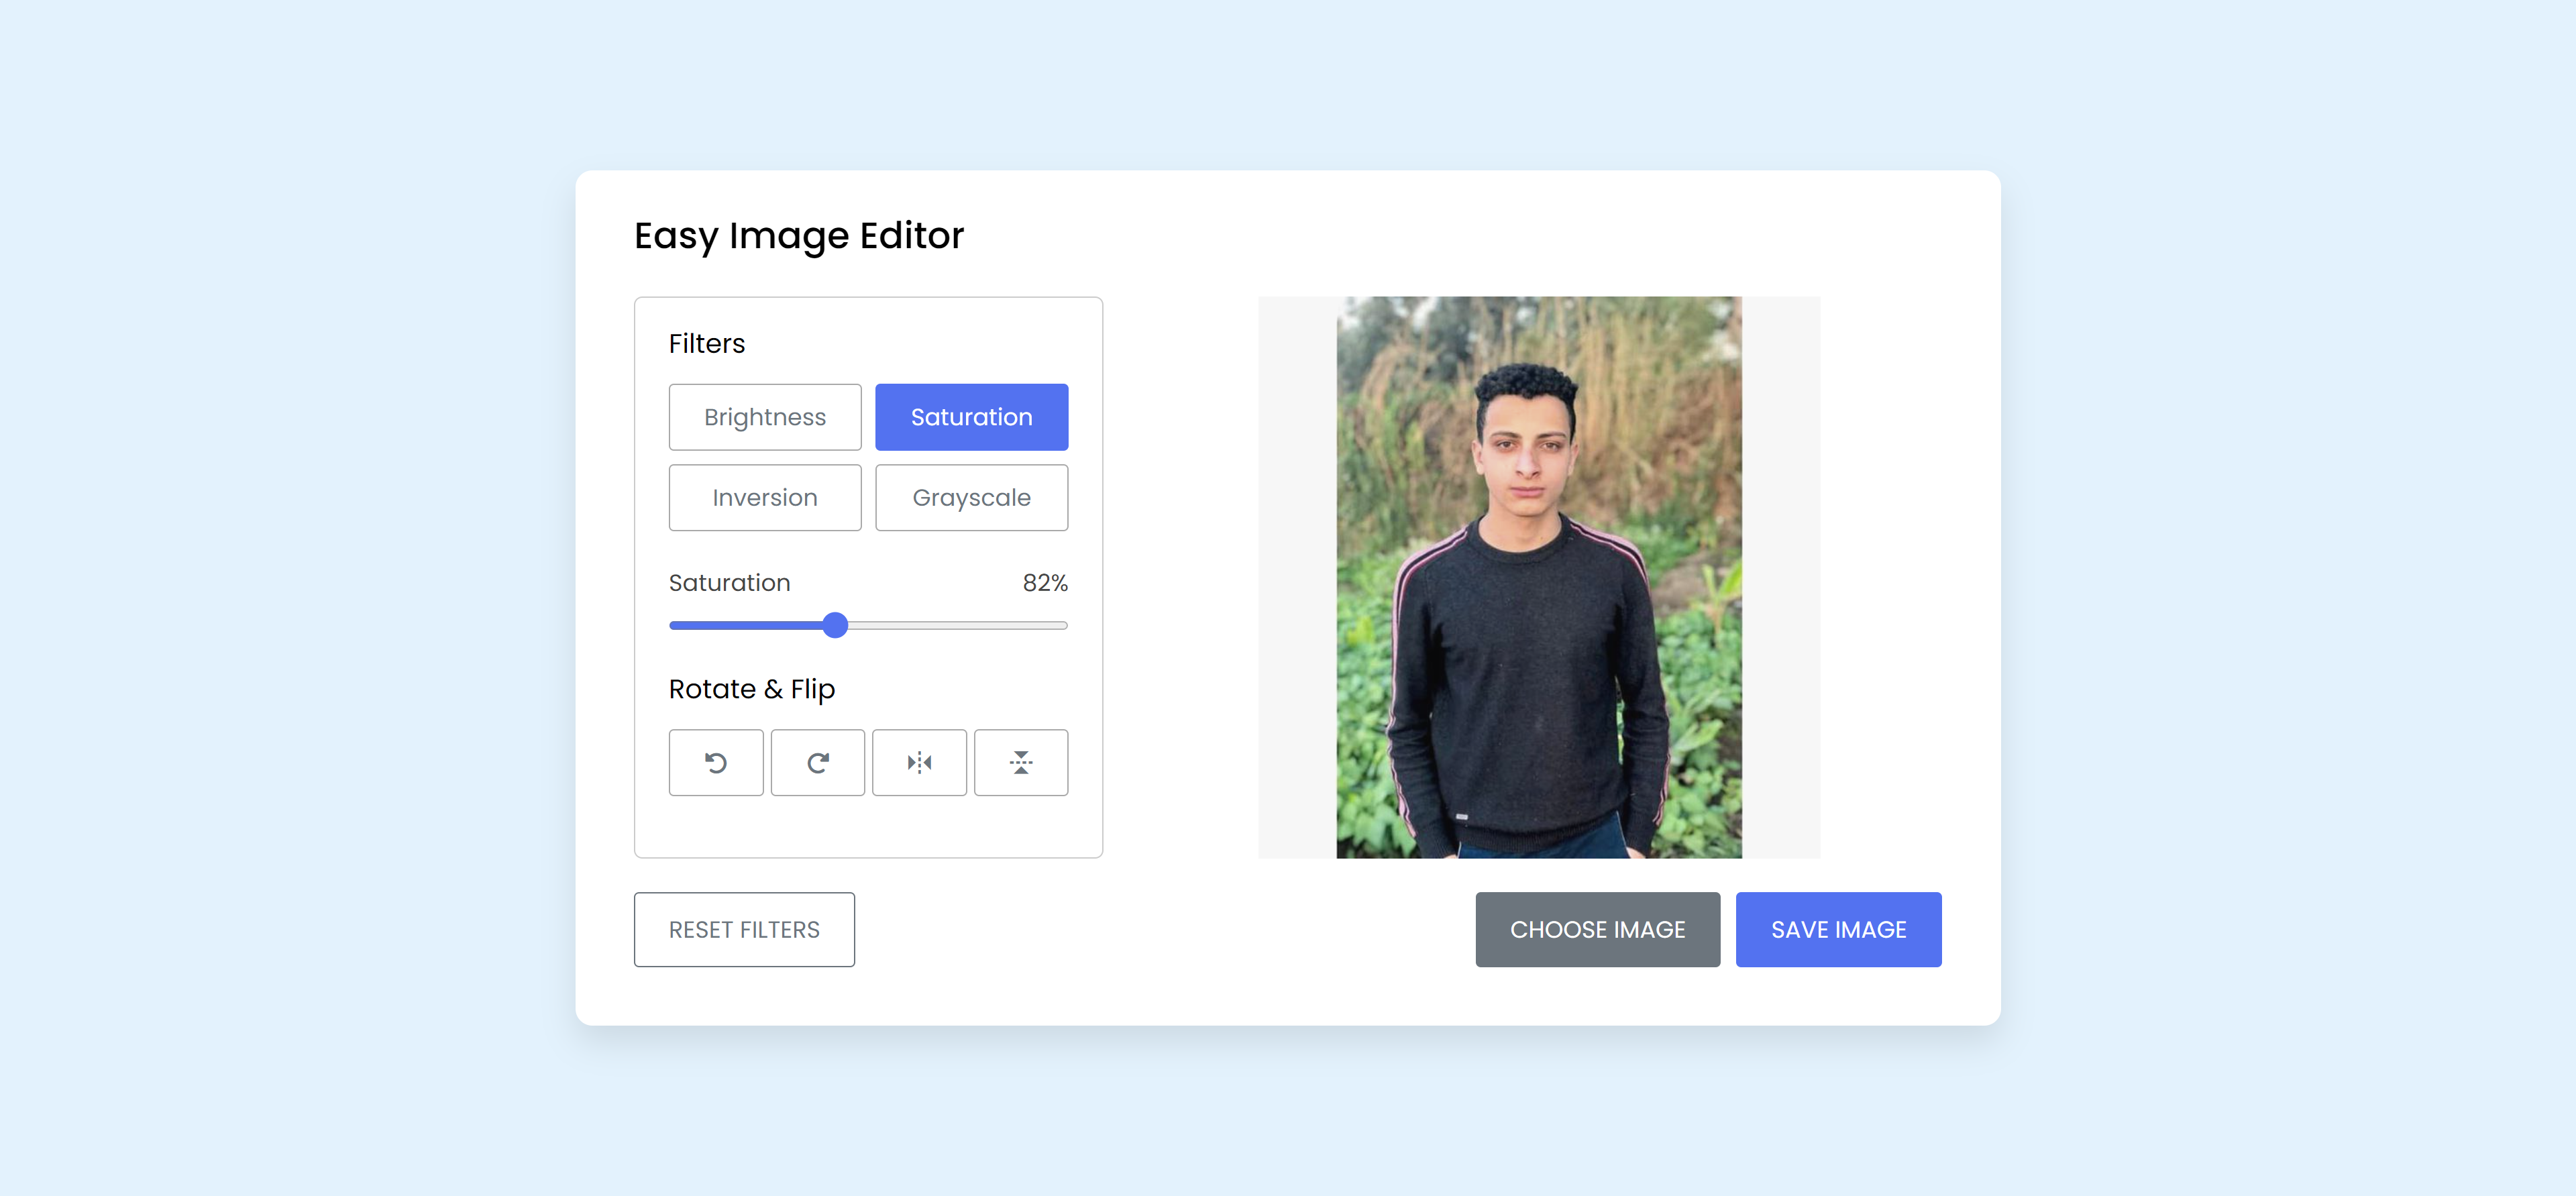 Easy Image Editor
Filters
Brightness
Saturation
Inversion
Grayscale
Saturation
82%
Rotate & Flip
RESET FILTERS
CHOOSE IMAGE
SAVE IMAGE